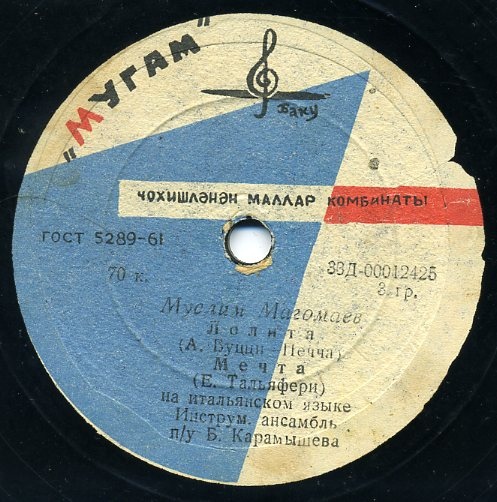 "МУГАМ"
Баку
ЧОХИШЛӘНӘН МАЛЛАР КОМБИНАТЫ
ГОСТ 5289-61
70 к.
33Д-00012425
3 гр.
Муслим Магомаев
Лолита
(А. Буцци-Печча)
Мечта
(Е. Тальяфери)
на итальянском языке
Инструм. ансамбль
п/у Б. Карамышева